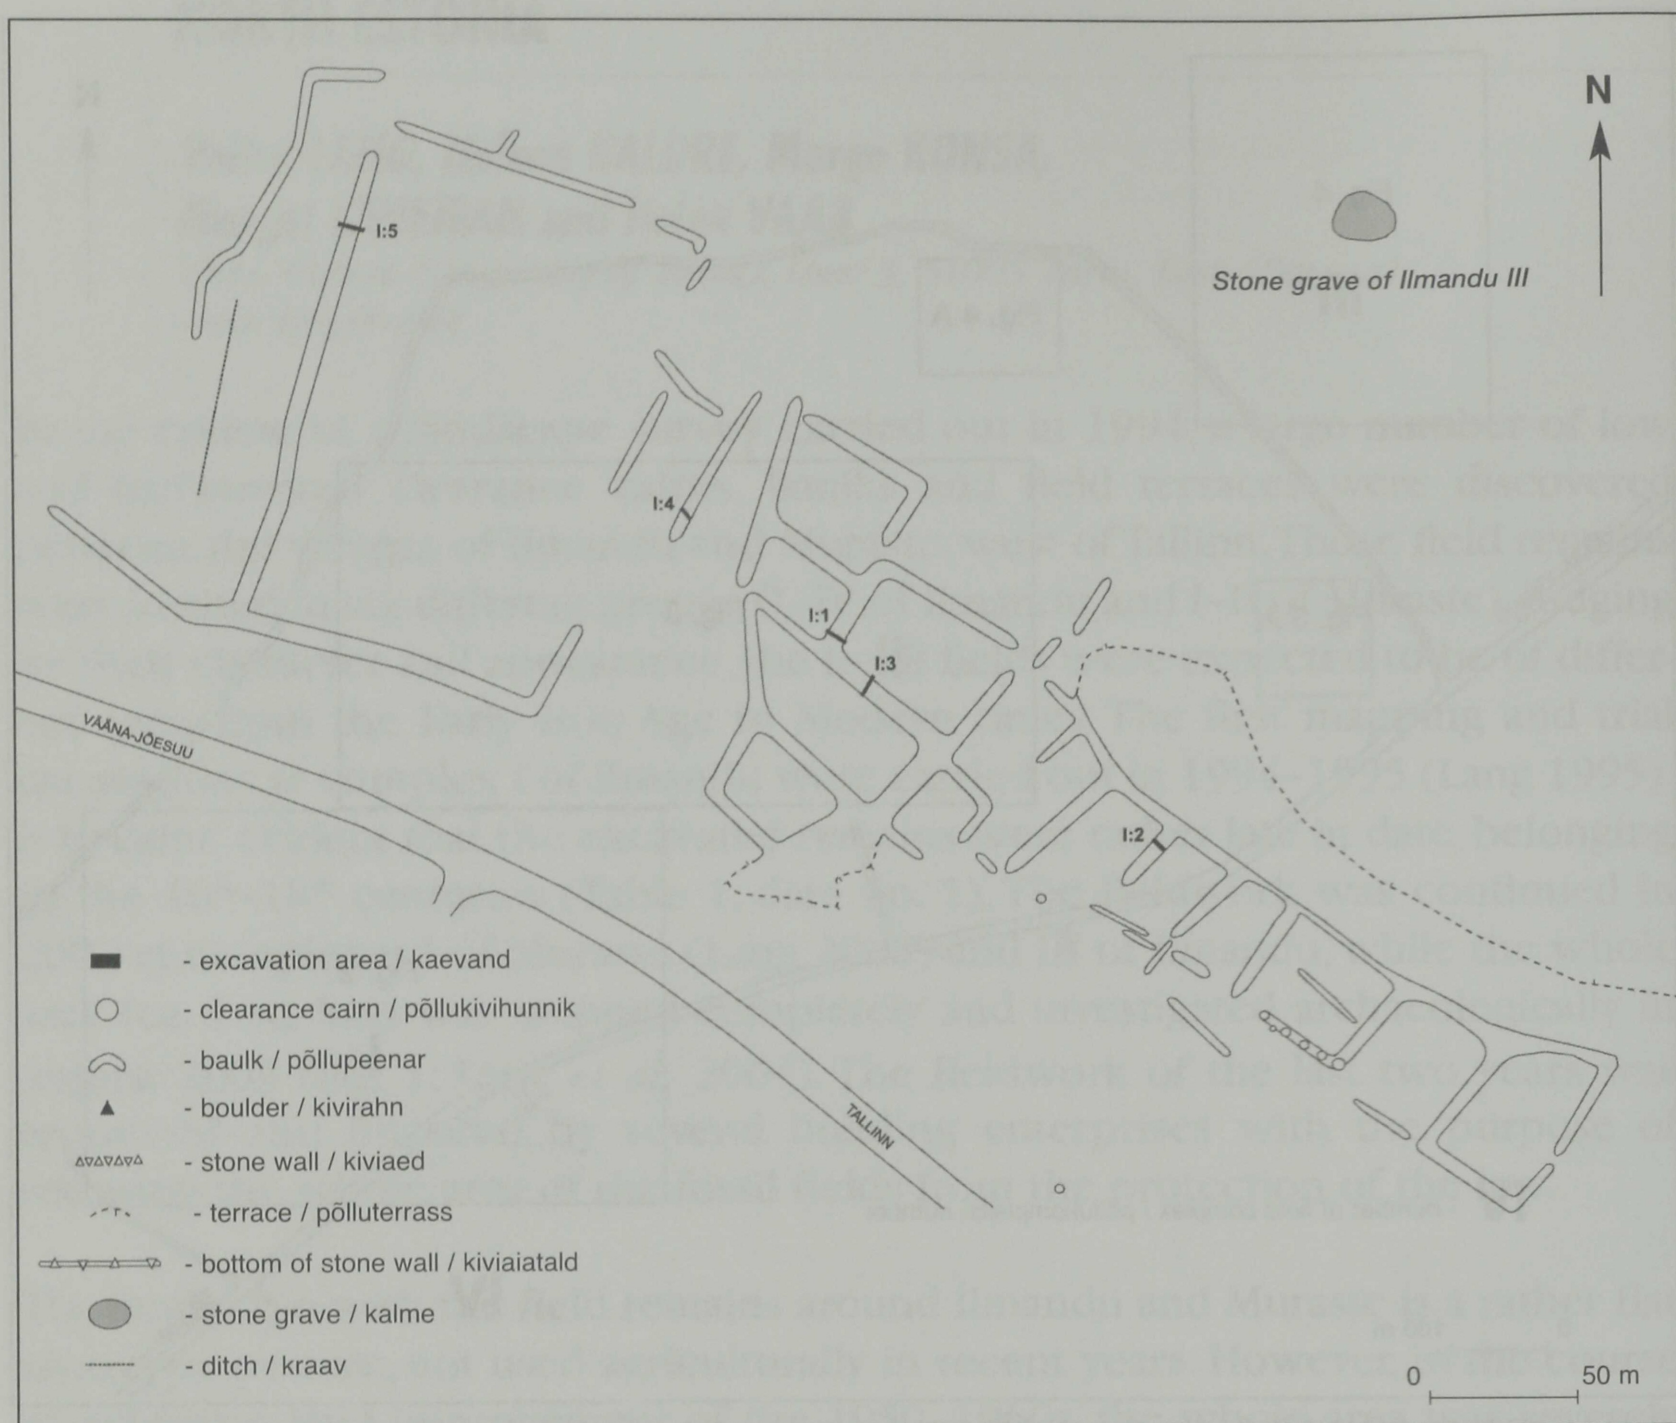 N
Stone grave of Ilmandu III
I:5
I:4
I:1
I:3
I:2
VÄÄNA-JÕESUU
TALLINN
- excavation area / kaevand
- clearance cairn / põllukivihunnik
- baulk / põllupeenar
- boulder / kivirahn
- stone wall / kiviaed
- terrace / põlluterrass
- bottom of stone wall / kiviaiatald
- stone grave / kalme
- ditch / kraav
0 50 m